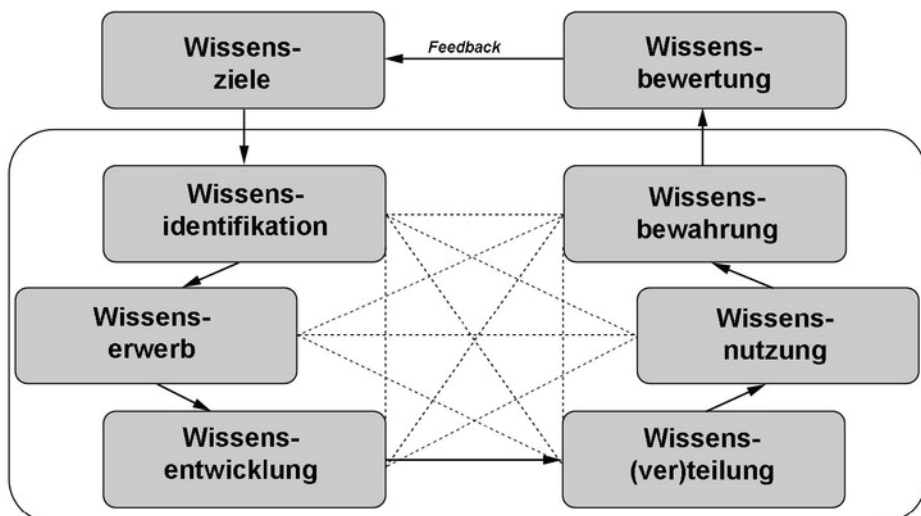 Wissens-
ziele
Feedback
Wissens-
bewertung
Wissens-
identifikation
Wissens-
bewahrung
Wissens-
erwerb
Wissens-
nutzung
Wissens-
entwicklung
Wissens-
(ver)teilung